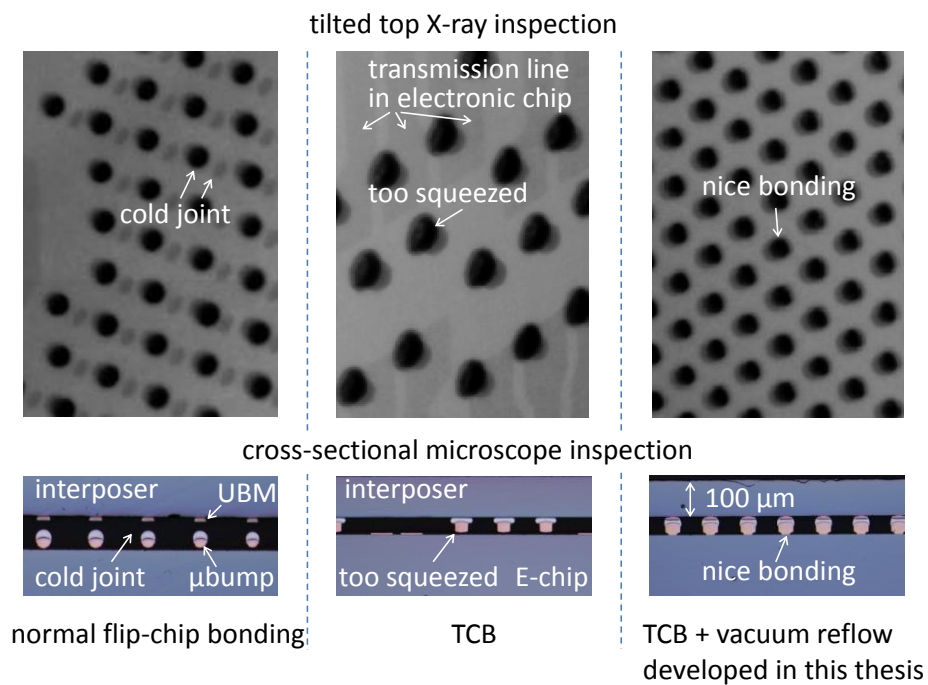 tilted top X-ray inspection
transmission line
in electronic chip
cold joint
too squeezed
nice bonding
cross-sectional microscope inspection
interposer
UBM
cold joint
μbump
interposer
too squeezed
E-chip
100 μm
nice bonding
normal flip-chip bonding
TCB
TCB + vacuum reflow
developed in this thesis